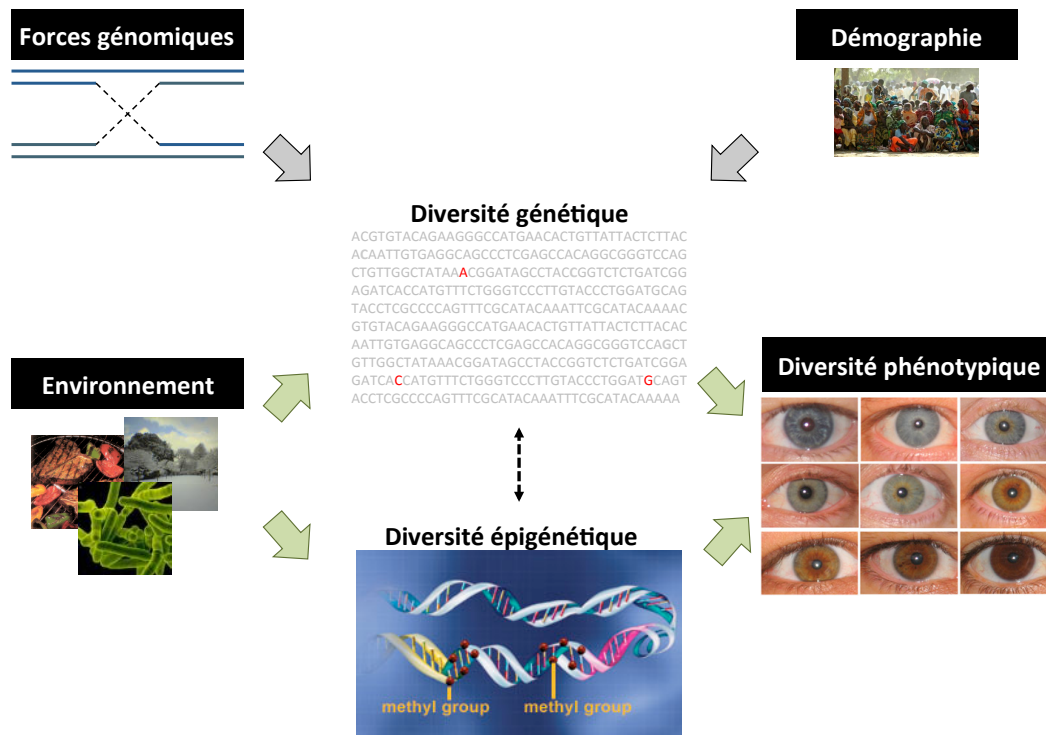 Forces génomiques
Démographie
Diversité génétique
ACGTGTACAGAAGGGCCATGAACACTGTTATTACTCTTAC
ACAATTGTGAGGCAGCCCTCGAGCCACAGGCGGGTCCAG
CTGTTGGCTATAAACGGATAGCCTACCGGTCTCTGATCGG
AGATCACCATGTTTCTGGGTCCCTTGTACCCTGGATGCAG
TACCTCGCCCCAGTTTCGCATACAAATTCGCATACAAAAC
GTGTACAGAAGGGCCATGAACACTGTTATTACTCTTACAC
AATTGTGAGGCAGCCCTCGAGCCACAGGCGGGTCCAGCT
GTTGGCTATAAACGGATAGCCTACCGGTCTCTGATCGGA
GATCACCATGTTTCTGGGTCCCTTGTACCCTGGATGCAGT
ACCTCGCCCCAGTTTCGCATACAAATTTCGCATACAAAAA
Environnement
Diversité phénotypique
Diversité épigénétique
methyl group
methyl group